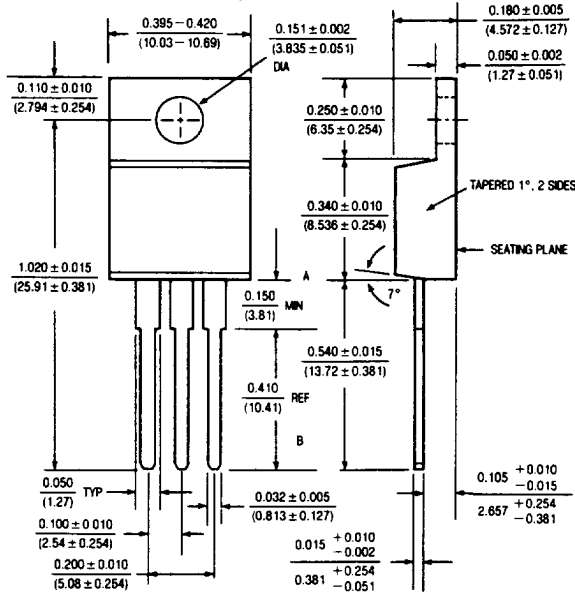 0.395–0.420
(10.03–10.69)
0.151 ± 0.002
(3.835 ± 0.051)
DIA
0.180 ± 0.005
(4.572 ± 0.127)
0.050 ± 0.002
(1.27 ± 0.051)
0.110 ± 0.010
(2.794 ± 0.254)
0.250 ± 0.010
(6.35 ± 0.254)
TAPERED 1°, 2 SIDES
0.340 ± 0.010
(8.536 ± 0.254)
SEATING PLANE
1.020 ± 0.015
(25.91 ± 0.381)
A
7°
0.150
(3.81)
MIN
0.540 ± 0.015
(13.72 ± 0.381)
0.410
(10.41)
REF
B
0.050
(1.27)
TYP
0.032 ± 0.005
(0.813 ± 0.127)
0.105 +0.010
−0.015
2.657 +0.254
−0.381
0.100 ± 0.010
(2.54 ± 0.254)
0.015 +0.010
−0.002
0.381 +0.254
−0.051
0.200 ± 0.010
(5.08 ± 0.254)